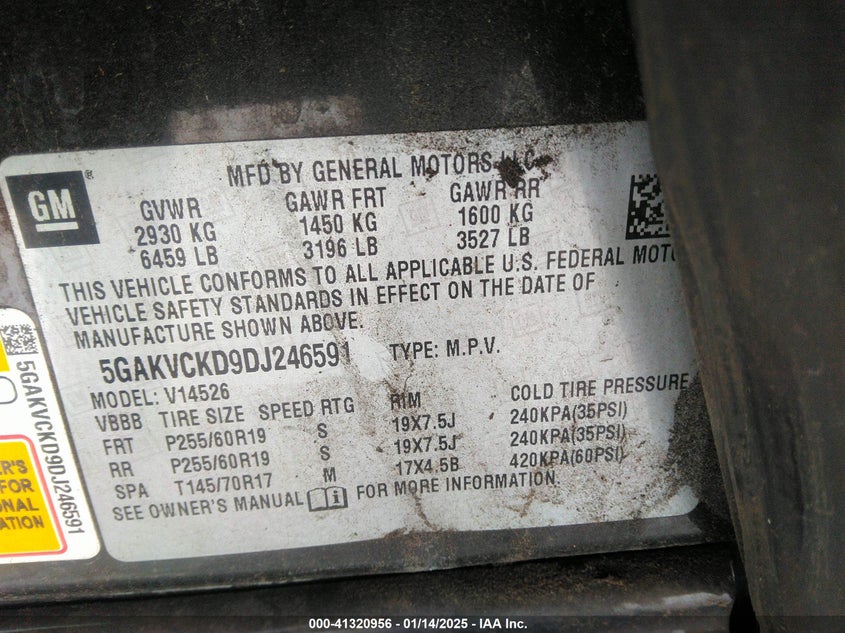 MFD BY GENERAL MOTORS LLC
GM®
GVWR GAWR FRT GAWR RR
2930 KG 1450 KG 1600 KG
6459 LB 3196 LB 3527 LB
THIS VEHICLE CONFORMS TO ALL APPLICABLE U.S. FEDERAL MOTO
VEHICLE SAFETY STANDARDS IN EFFECT ON THE DATE OF
MANUFACTURE SHOWN ABOVE.
5GAKVCKD9DJ246591 TYPE: M.P.V.
MODEL: V14526
VBBB TIRE SIZE SPEED RTG RIM COLD TIRE PRESSURE
FRT P255/60R19 S 19X7.5J 240KPA(35PSI)
RR P255/60R19 S 19X7.5J 240KPA(35PSI)
SPA T145/70R17 M 17X4.5B 420KPA(60PSI)
SEE OWNER'S MANUAL FOR MORE INFORMATION.
5GAKVCKD9DJ246591
ER'S
FOR
ONAL
ATION
000-41320956 - 01/14/2025 - IAA Inc.